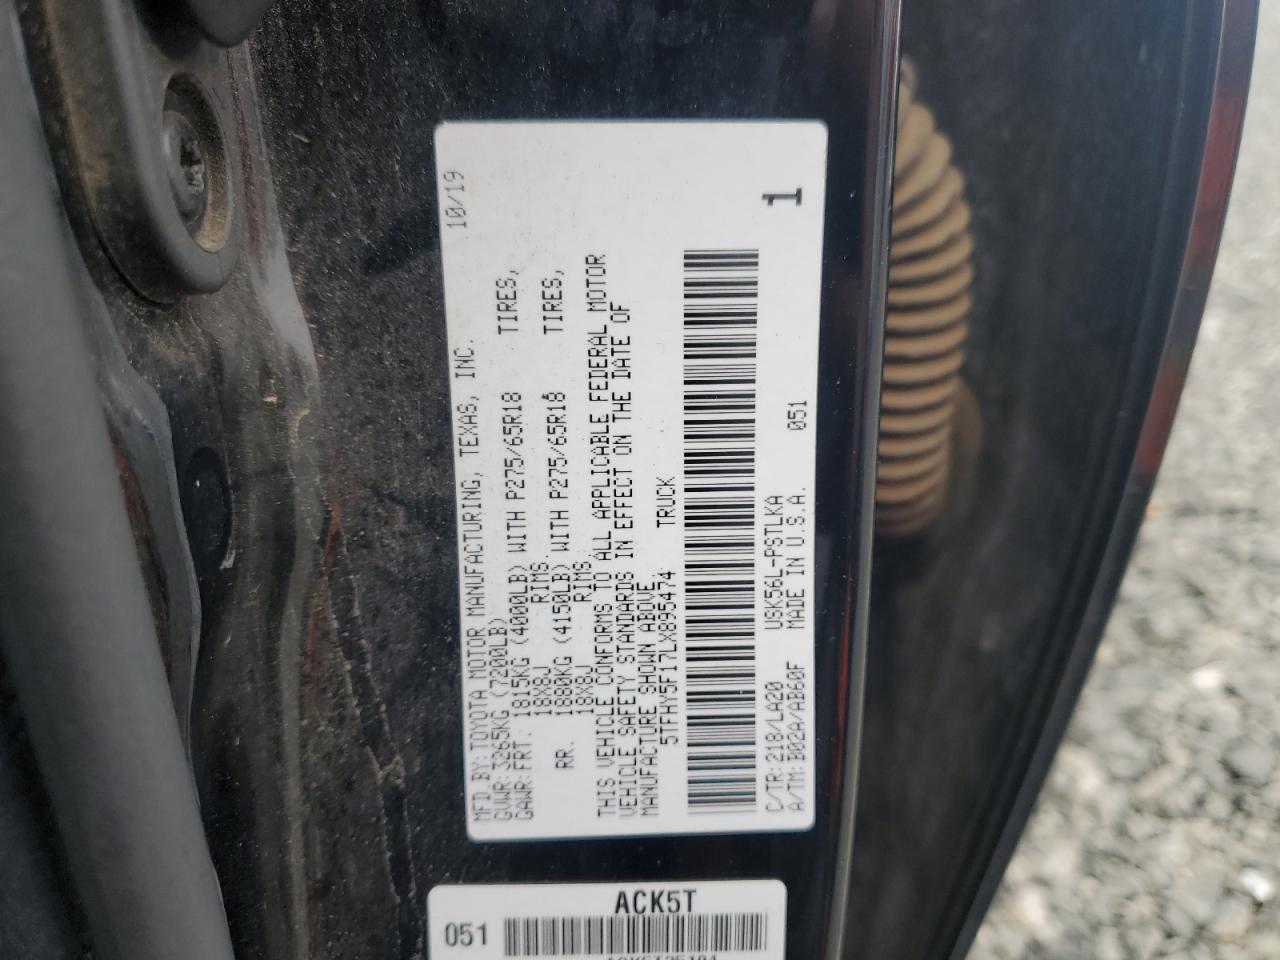 10/19
MFD BY: TOYOTA MOTOR MANUFACTURING, TEXAS, INC.
GVWR: 3265KG (7200LB)
GAWR: FRT. 1815KG (4000LB) WITH P275/65R18 TIRES,
18X8J RIMS,
RR. 1880KG (4150LB) WITH P275/65R18 TIRES,
18X8J RIMS
THIS VEHICLE CONFORMS TO ALL APPLICABLE FEDERAL MOTOR
VEHICLE SAFETY STANDARDS IN EFFECT ON THE DATE OF
MANUFACTURE SHOWN ABOVE.
5TFHY5F17LX895474 TRUCK
C/TR: 218/LA20 USK56L-PSTLKA
A/TM: B02A/AB60F MADE IN U.S.A. 051
1
ACK5T
051